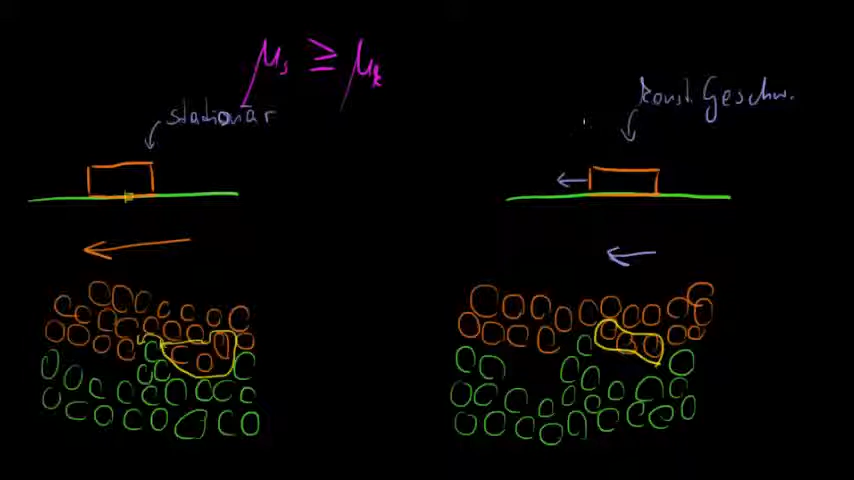 μs ≥ μk
stationär
konst. Geschw.